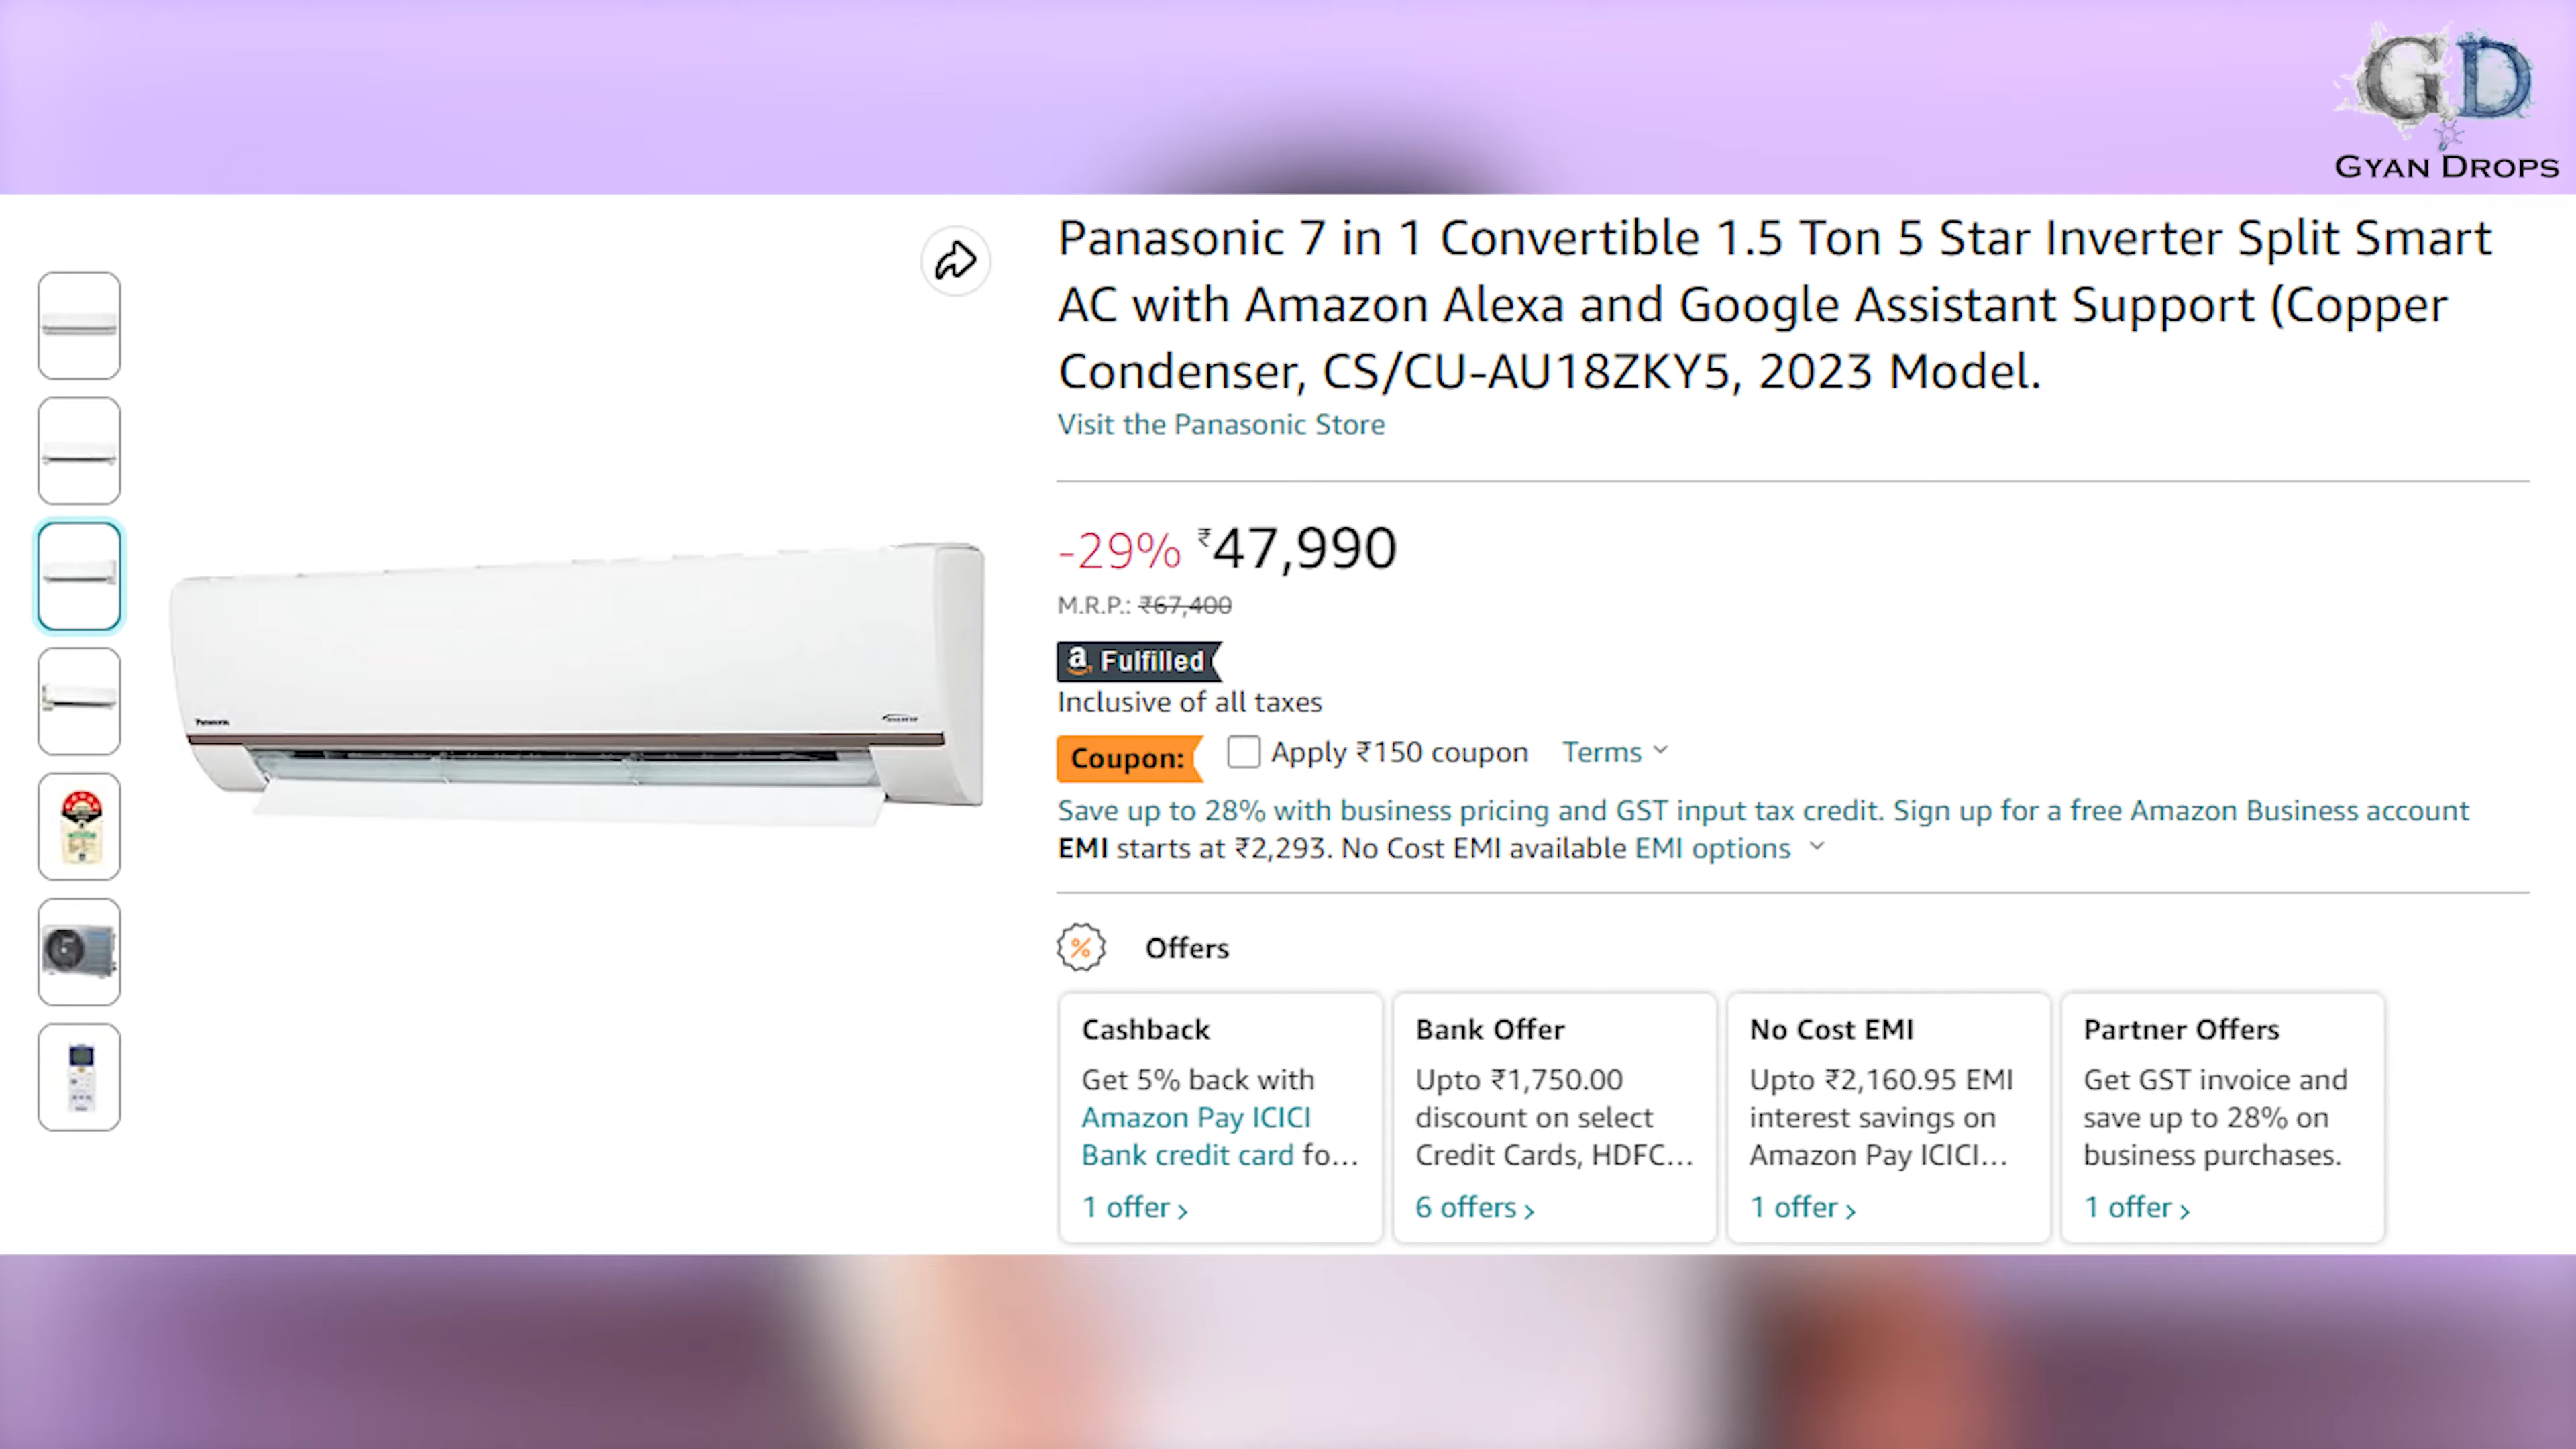 GD
GYAN DROPS
Panasonic 7 in 1 Convertible 1.5 Ton 5 Star Inverter Split Smart
AC with Amazon Alexa and Google Assistant Support (Copper
Condenser, CS/CU-AU18ZKY5, 2023 Model.
Visit the Panasonic Store
-29% ₹47,990
M.R.P.: ₹67,400
a Fulfilled
Inclusive of all taxes
Coupon: Apply ₹150 coupon Terms
Save up to 28% with business pricing and GST input tax credit. Sign up for a free Amazon Business account
EMI starts at ₹2,293. No Cost EMI available EMI options
% Offers
Cashback
Get 5% back with
Amazon Pay ICICI
Bank credit card fo...
1 offer ›
Bank Offer
Upto ₹1,750.00
discount on select
Credit Cards, HDFC...
6 offers ›
No Cost EMI
Upto ₹2,160.95 EMI
interest savings on
Amazon Pay ICICI...
1 offer ›
Partner Offers
Get GST invoice and
save up to 28% on
business purchases.
1 offer ›
Panasonic